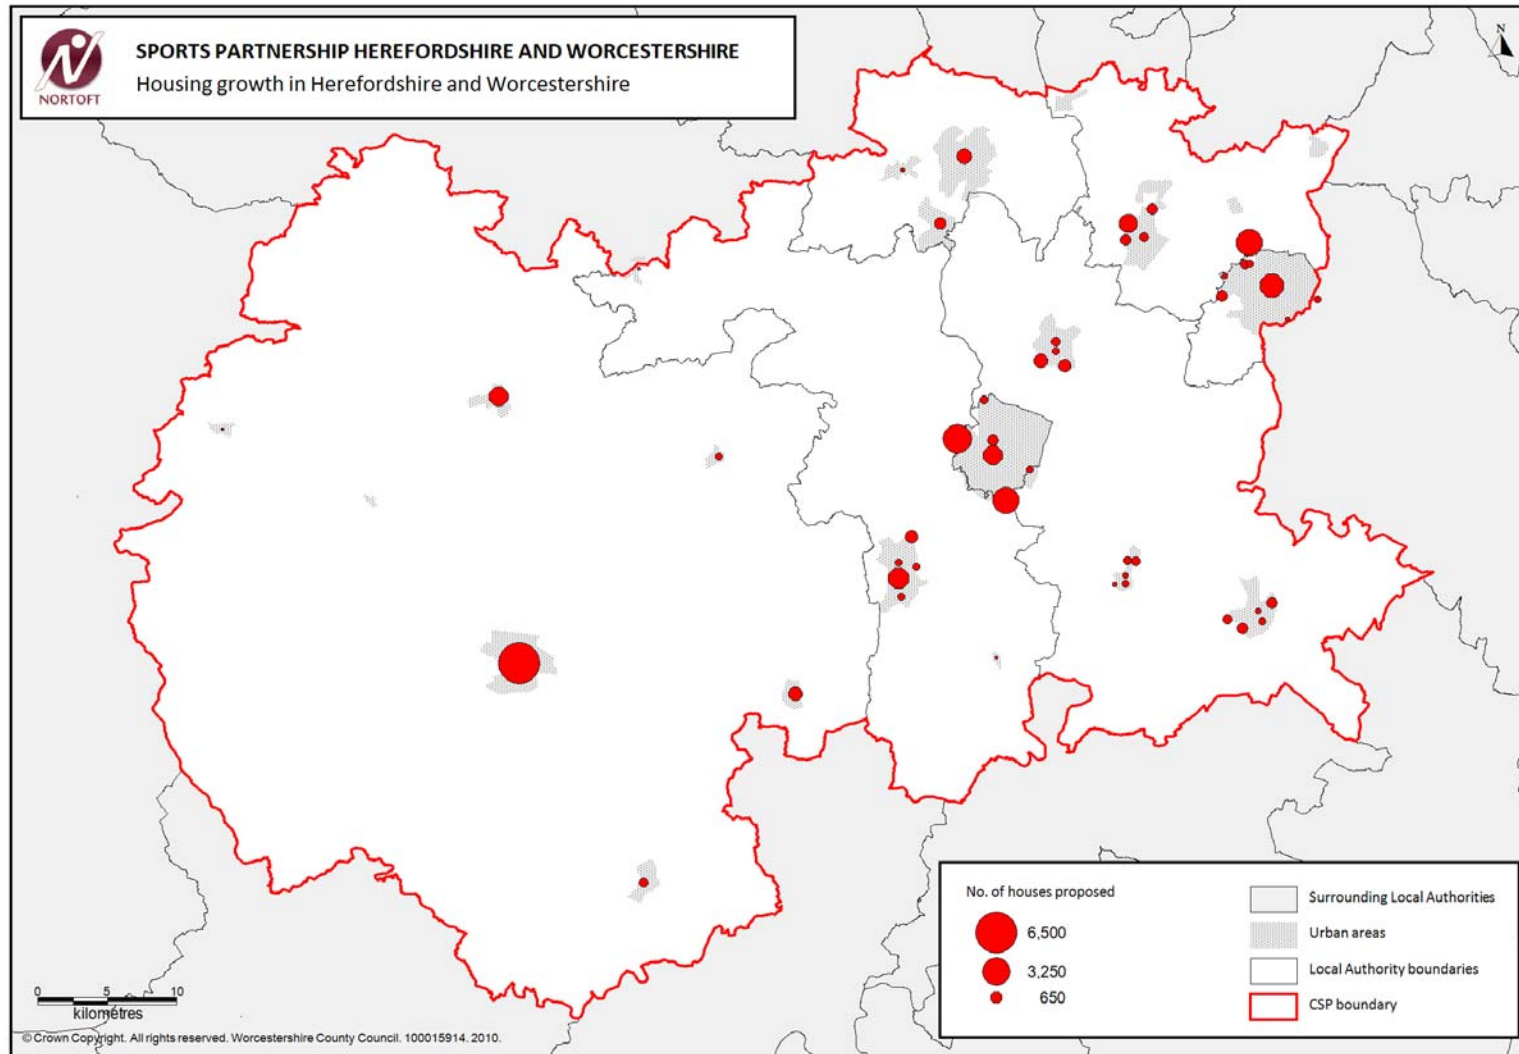 SPORTS PARTNERSHIP HEREFORDSHIRE AND WORCESTERSHIRE
Housing growth in Herefordshire and Worcestershire
NORTOFT
N
No. of houses proposed
6,500
3,250
650
Surrounding Local Authorities
Urban areas
Local Authority boundaries
CSP boundary
0 5 10
kilometres
© Crown Copyright. All rights reserved. Worcestershire County Council. 100015914. 2010.